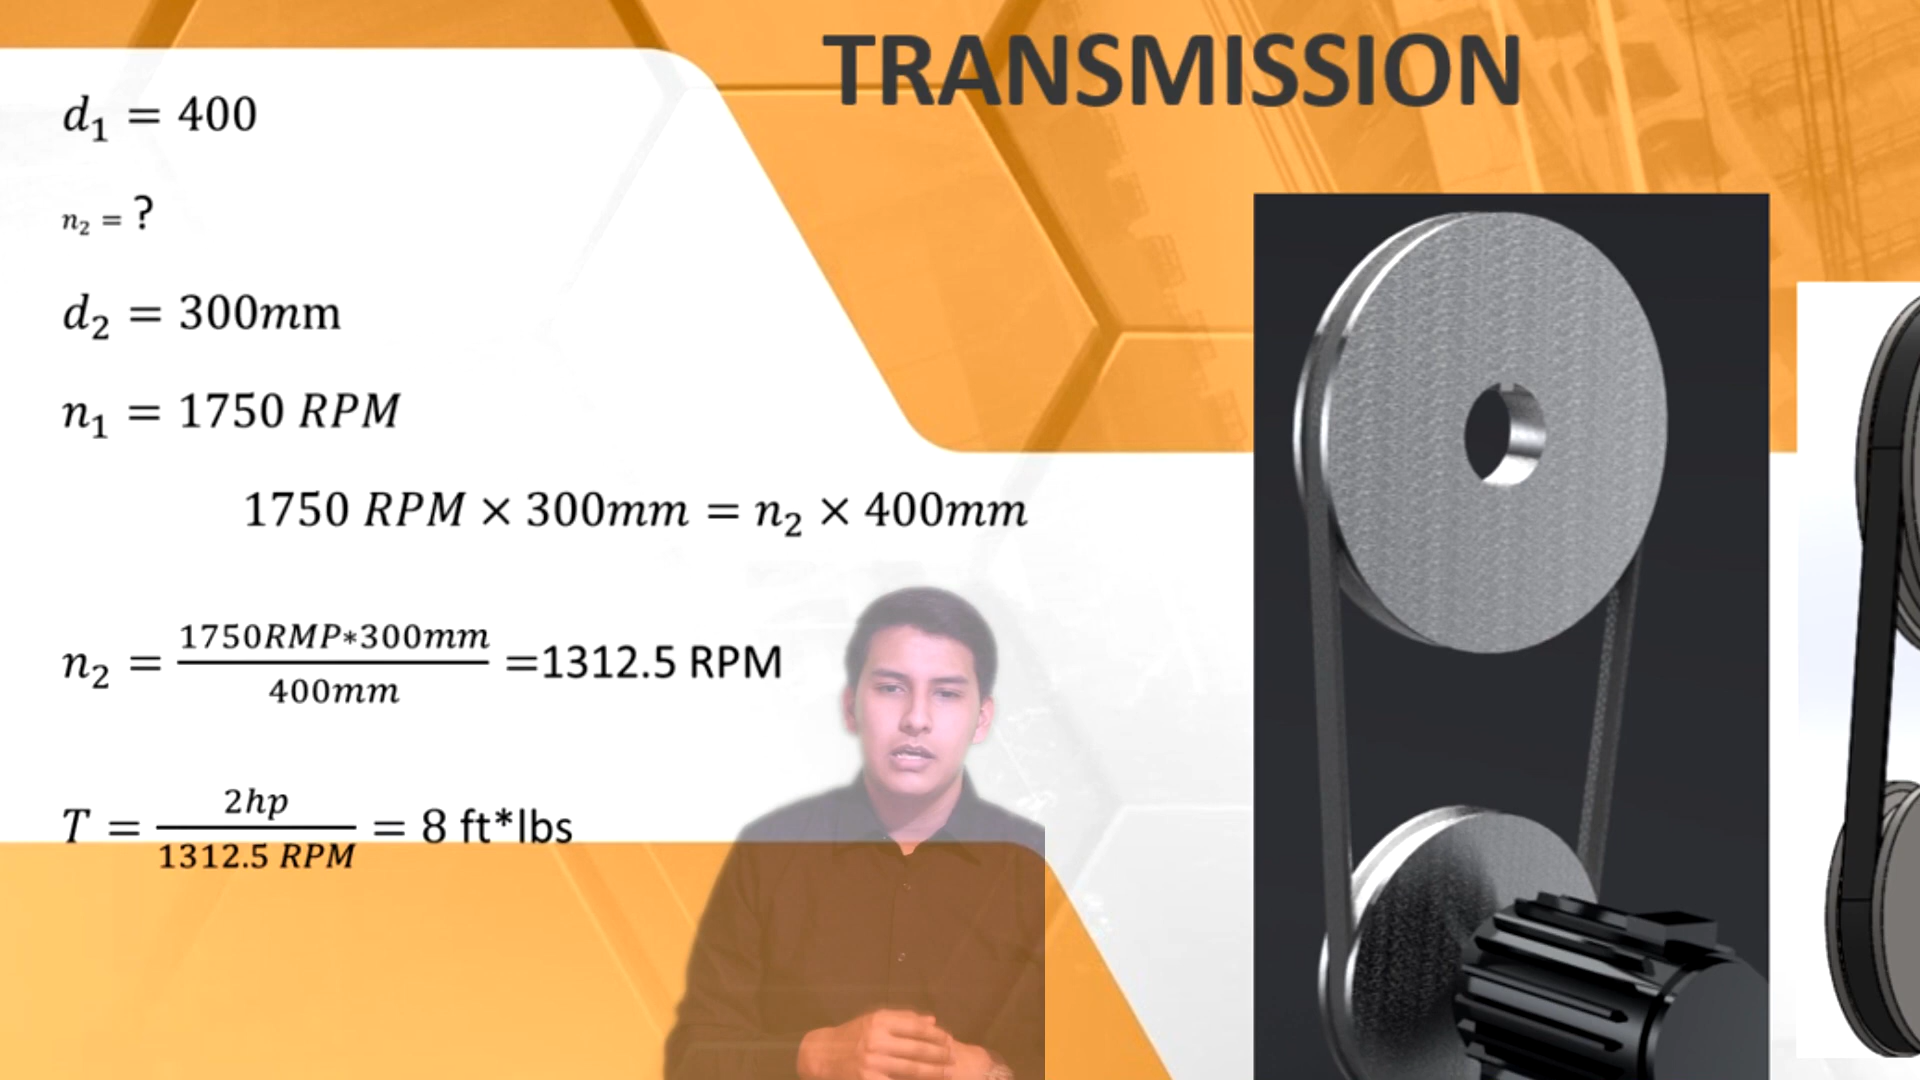 TRANSMISSION
d₁ = 400
n₂ = ?
d₂ = 300mm
n₁ = 1750 RPM
1750 RPM × 300mm = n₂ × 400mm
n₂ = 1750RMP*300mm / 400mm =1312.5 RPM
T = 2hp / 1312.5 RPM = 8 ft*lbs